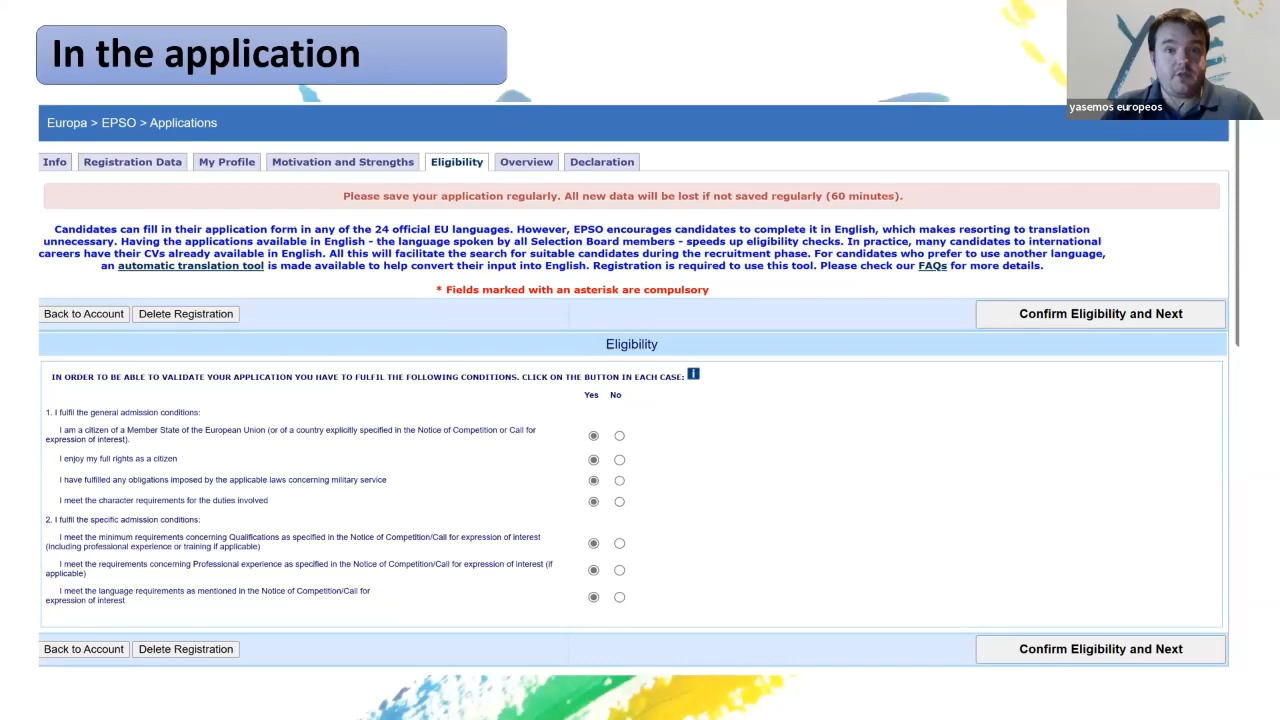 In the application
yasemos europeos
Europa > EPSO > Applications
Info Registration Data My Profile Motivation and Strengths Eligibility Overview Declaration
Please save your application regularly. All new data will be lost if not saved regularly (60 minutes).
Candidates can fill in their application form in any of the 24 official EU languages. However, EPSO encourages candidates to complete it in English, which makes resorting to translation
unnecessary. Having the applications available in English - the language spoken by all Selection Board members - speeds up eligibility checks. In practice, many candidates to international
careers have their CVs already available in English. All this will facilitate the search for suitable candidates during the recruitment phase. For candidates who prefer to use another language,
an automatic translation tool is made available to help convert their input into English. Registration is required to use this tool. Please check our FAQs for more details.
* Fields marked with an asterisk are compulsory
Back to Account Delete Registration Confirm Eligibility and Next
Eligibility
IN ORDER TO BE ABLE TO VALIDATE YOUR APPLICATION YOU HAVE TO FULFIL THE FOLLOWING CONDITIONS. CLICK ON THE BUTTON IN EACH CASE: i
Yes No
1. I fulfil the general admission conditions:
I am a citizen of a Member State of the European Union (or of a country explicitly specified in the Notice of Competition or Call for
expression of interest).
I enjoy my full rights as a citizen
I have fulfilled any obligations imposed by the applicable laws concerning military service
I meet the character requirements for the duties involved
2. I fulfil the specific admission conditions:
I meet the minimum requirements concerning Qualifications as specified in the Notice of Competition/Call for expression of interest
(including professional experience or training if applicable)
I meet the requirements concerning Professional experience as specified in the Notice of Competition/Call for expression of interest (if
applicable)
I meet the language requirements as mentioned in the Notice of Competition/Call for
expression of interest
Back to Account Delete Registration Confirm Eligibility and Next